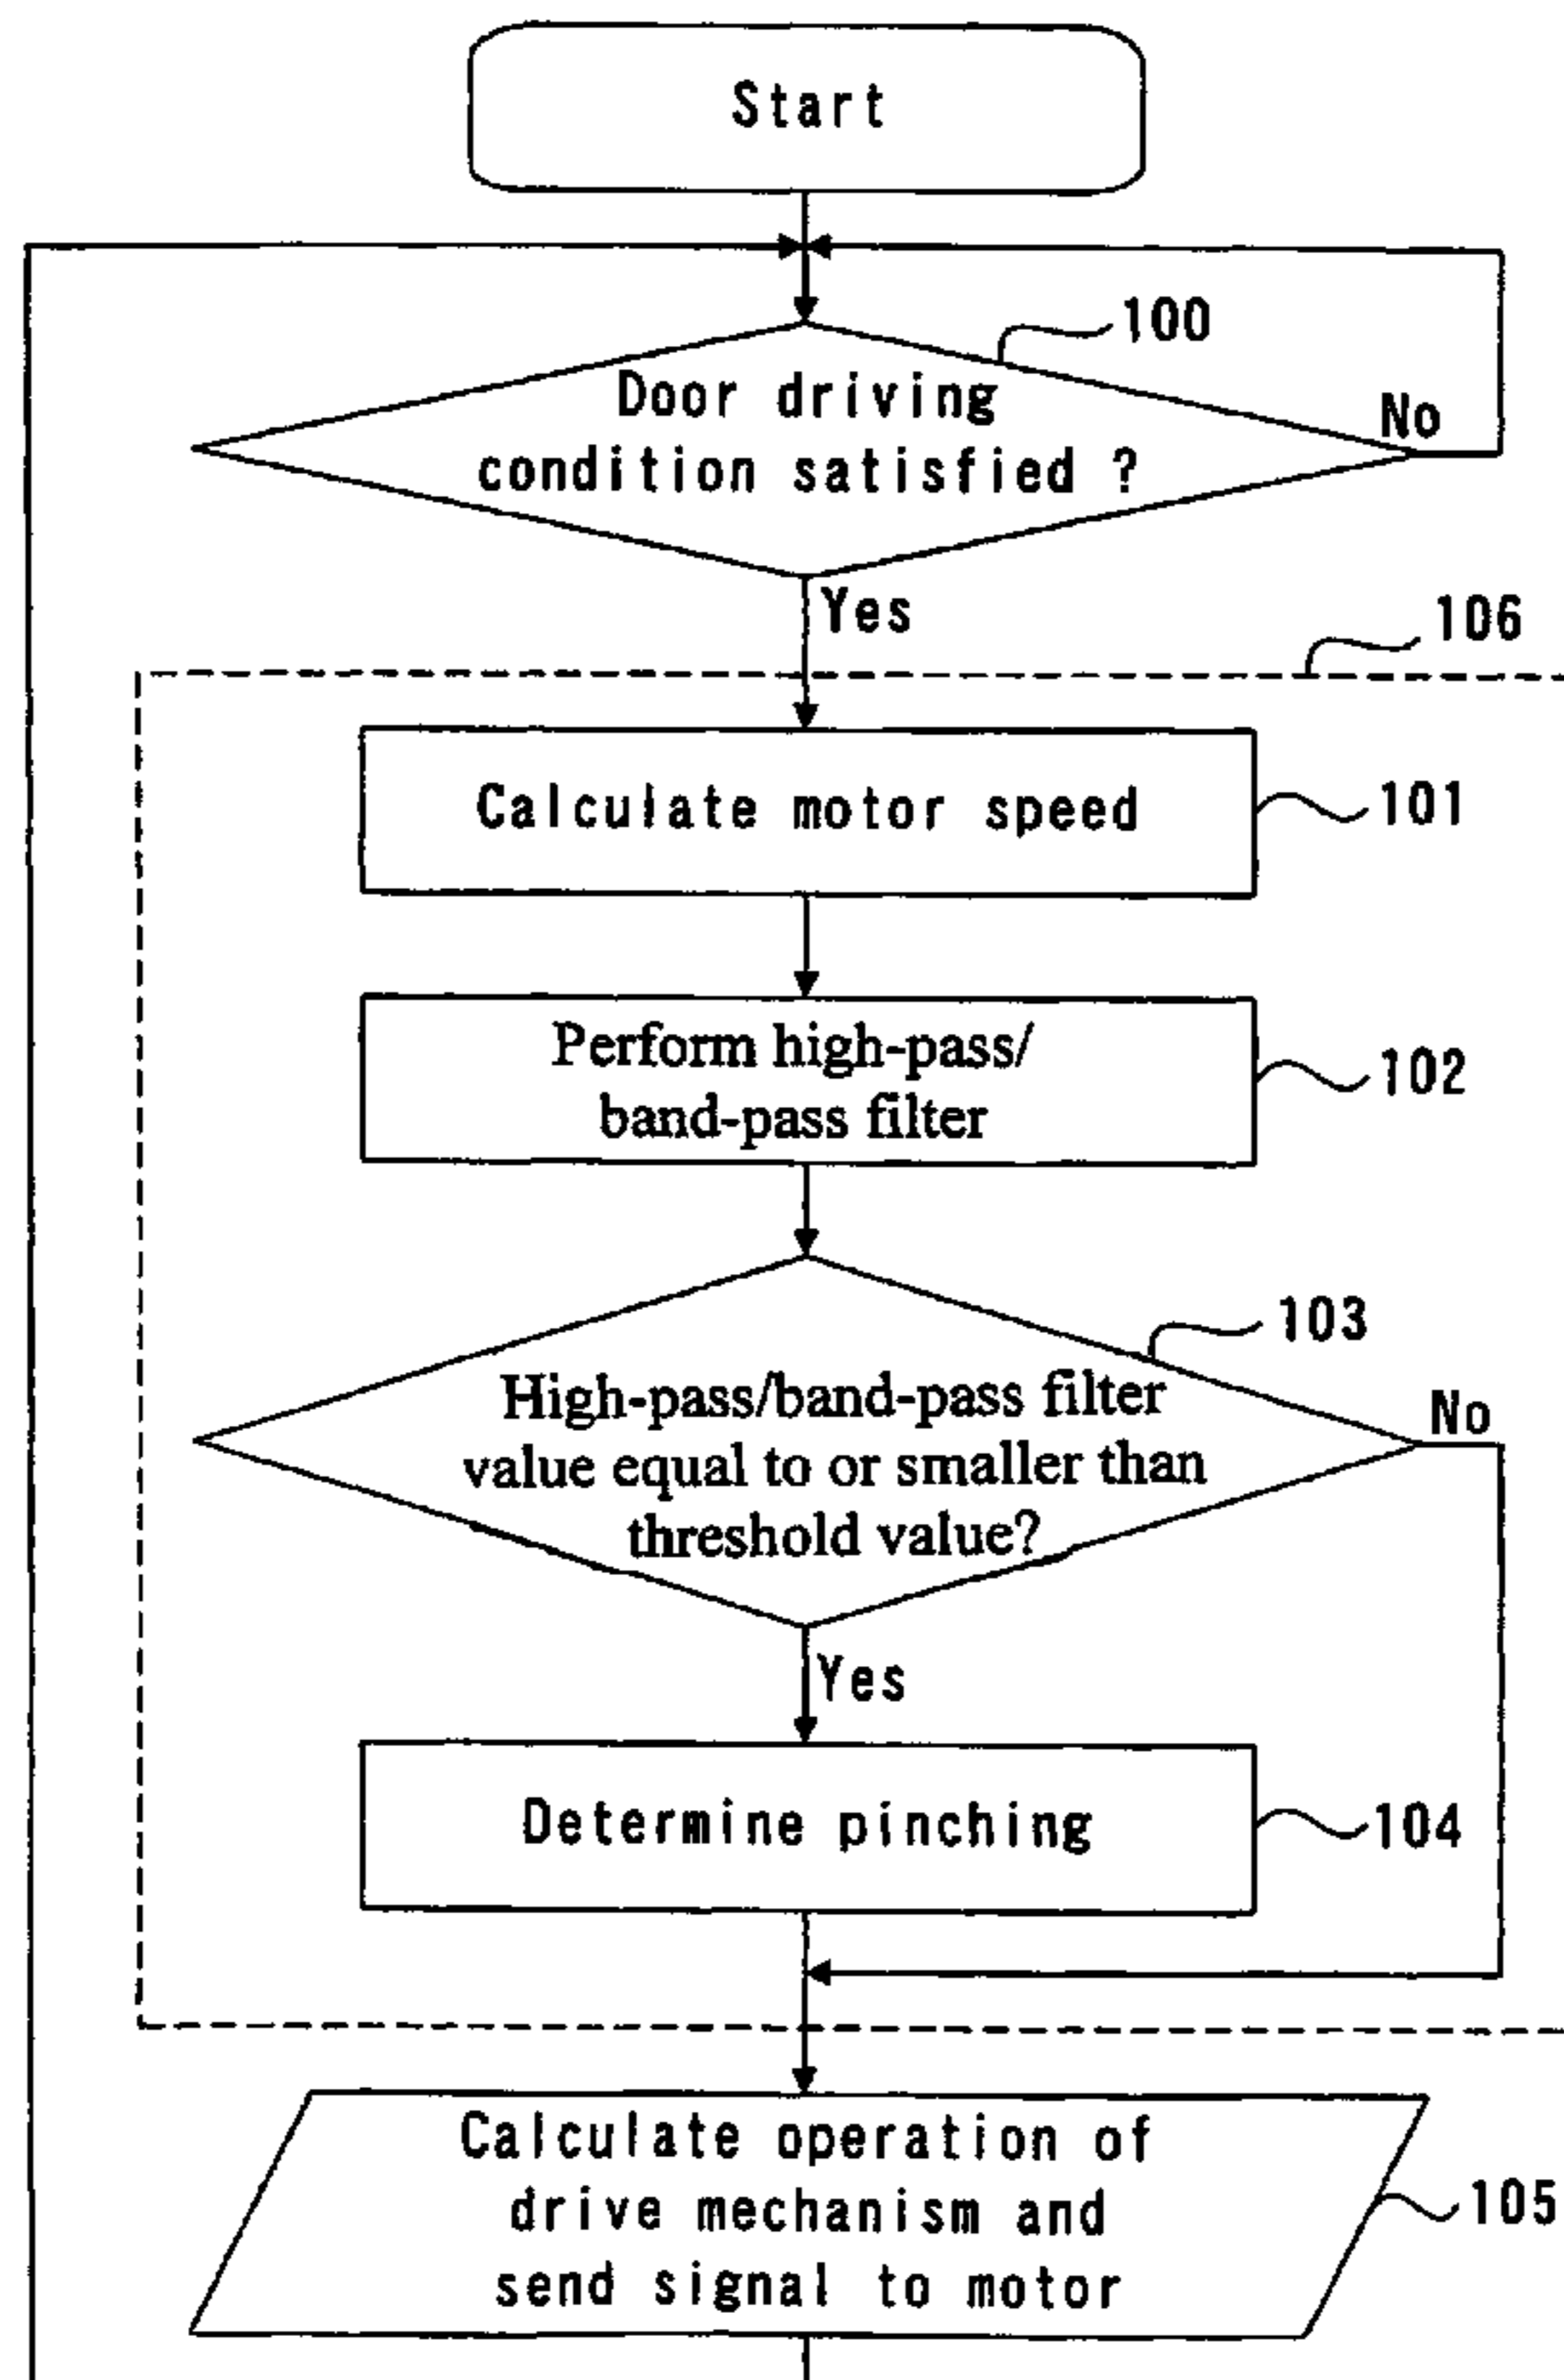 Start
100
Door driving
condition satisfied ?
No
Yes
106
Calculate motor speed
101
Perform high-pass/
band-pass filter
102
103
High-pass/band-pass filter
value equal to or smaller than
threshold value?
No
Yes
Determine pinching
104
Calculate operation of
drive mechanism and
send signal to motor
105